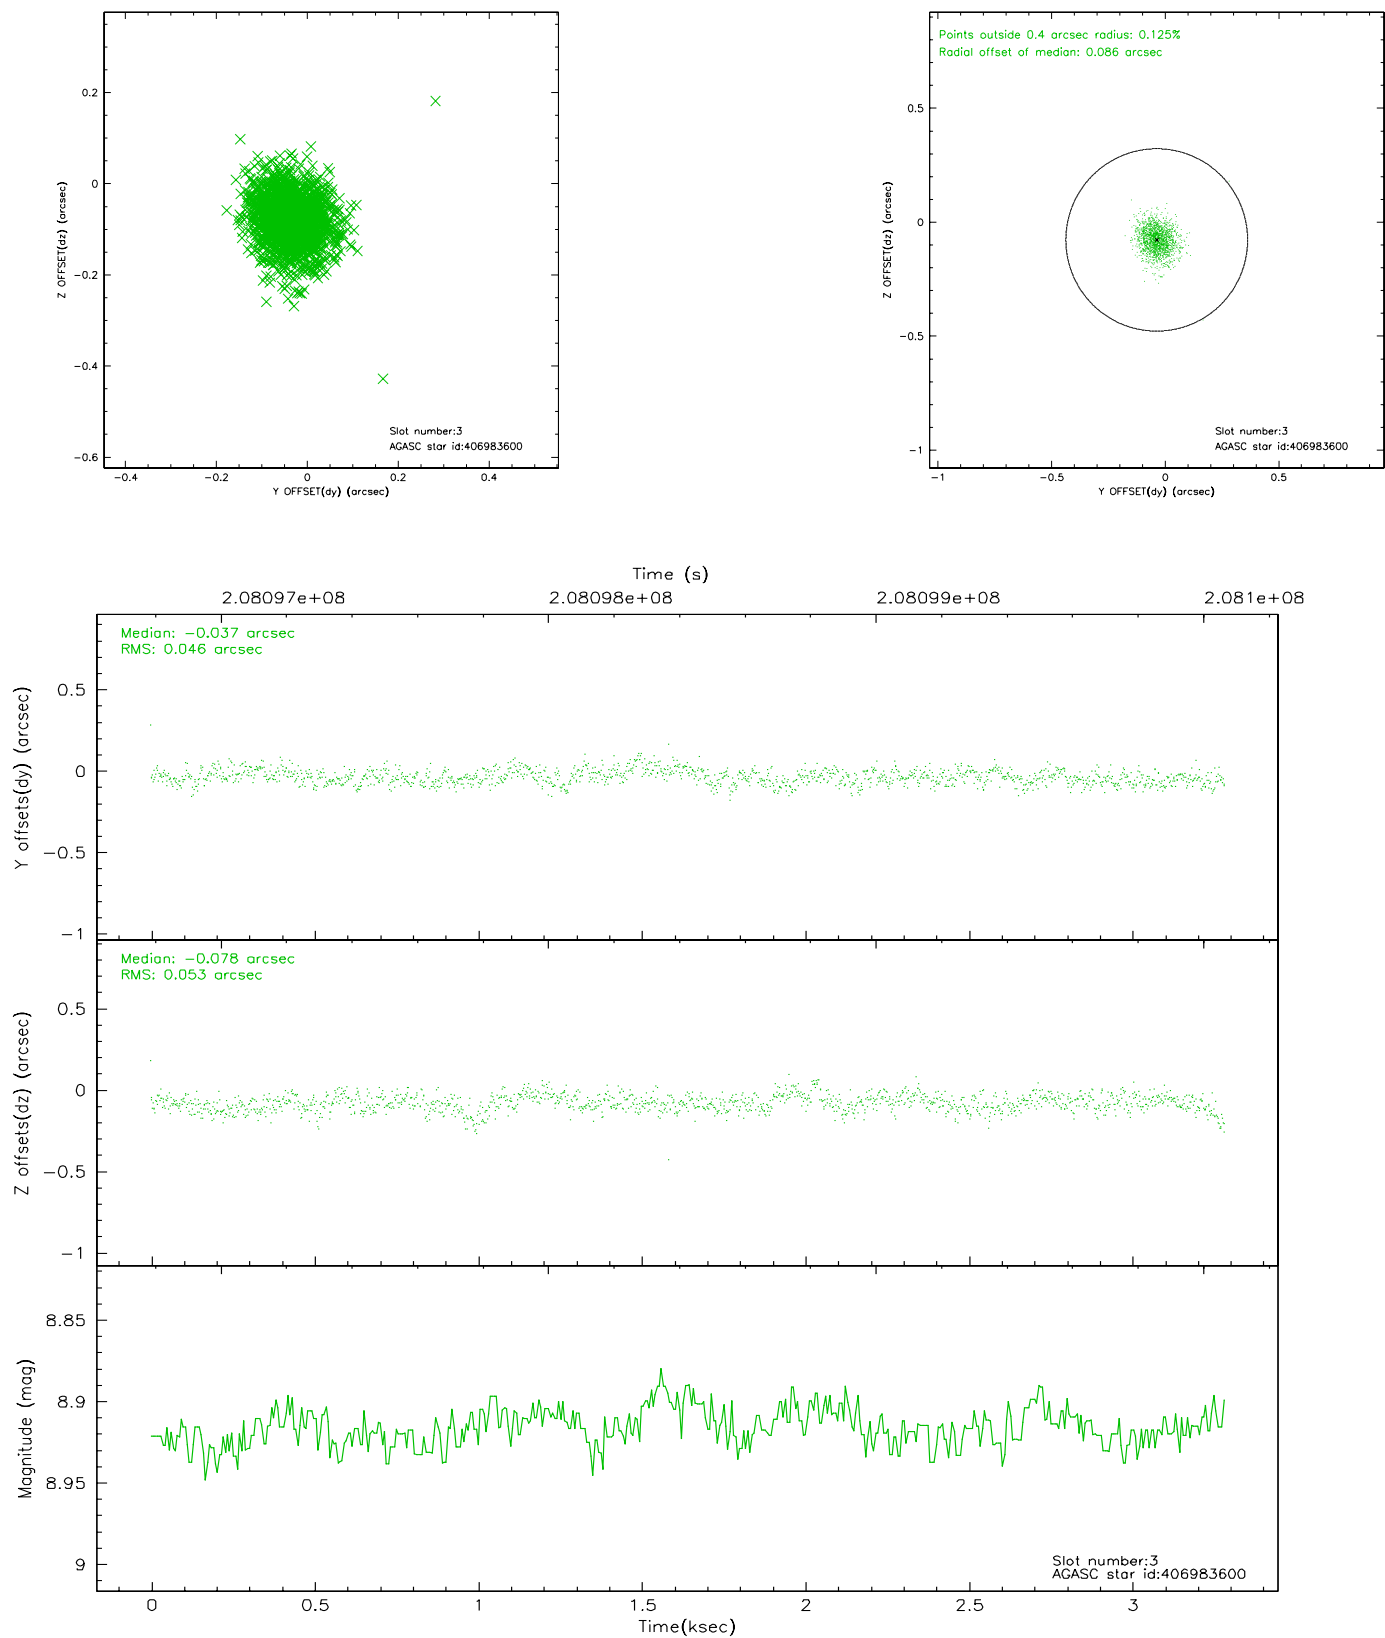 0.2
0
−0.2
−0.4
−0.6
Z OFFSET(dz) (arcsec)
Slot number:3
AGASC star id:406983600
−0.4 −0.2 0 0.2 0.4
Y OFFSET(dy) (arcsec)
Points outside 0.4 arcsec radius: 0.125%
Radial offset of median: 0.086 arcsec
0.5
0
−0.5
−1
Z OFFSET(dz) (arcsec)
Slot number:3
AGASC star id:406983600
−1 −0.5 0 0.5
Y OFFSET(dy) (arcsec)
Time (s)
2.08097e+08 2.08098e+08 2.08099e+08 2.081e+08
Median: −0.037 arcsec
RMS: 0.046 arcsec
0.5
0
−0.5
−1
Y offsets(dy) (arcsec)
Median: −0.078 arcsec
RMS: 0.053 arcsec
0.5
0
−0.5
−1
Z offsets(dz) (arcsec)
8.85
8.9
8.95
9
Magnitude (mag)
Slot number:3
AGASC star id:406983600
0 0.5 1 1.5 2 2.5 3
Time(ksec)